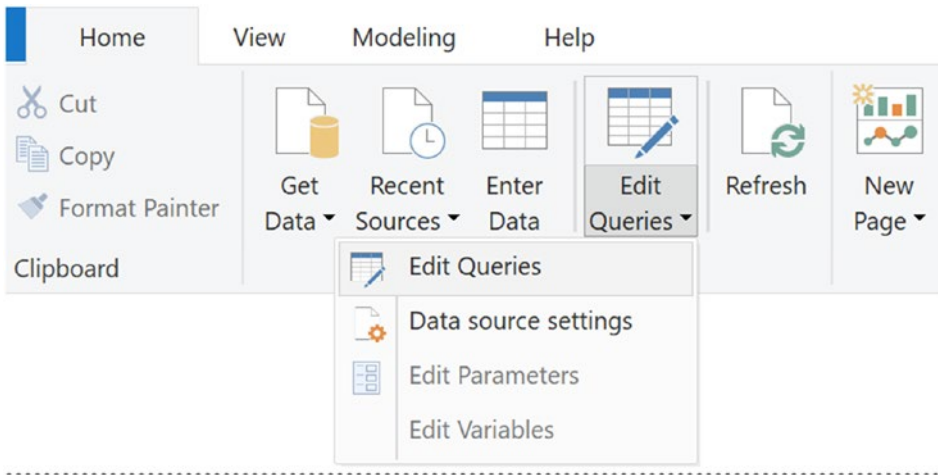 Home View Modeling Help
Cut
Copy
Format Painter
Clipboard
Get
Data
Recent
Sources
Enter
Data
Edit
Queries
Refresh
New
Page
Edit Queries
Data source settings
Edit Parameters
Edit Variables